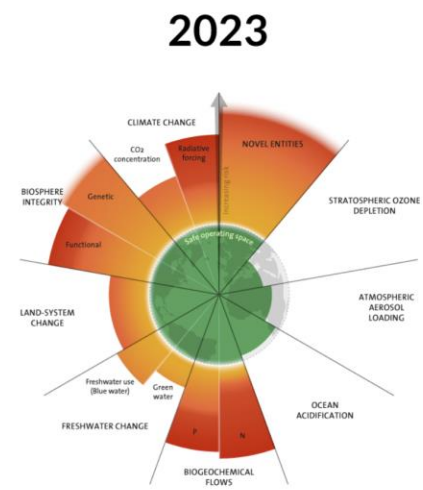 2023
CLIMATE CHANGE
CO₂
concentration
Radiative
forcing
NOVEL ENTITIES
increasing risk
BIOSPHERE
INTEGRITY
Genetic
Functional
STRATOSPHERIC OZONE
DEPLETION
Safe operating space
ATMOSPHERIC
AEROSOL
LOADING
LAND-SYSTEM
CHANGE
Freshwater use
(Blue water)
Green
water
OCEAN
ACIDIFICATION
FRESHWATER CHANGE
P
N
BIOGEOCHEMICAL
FLOWS